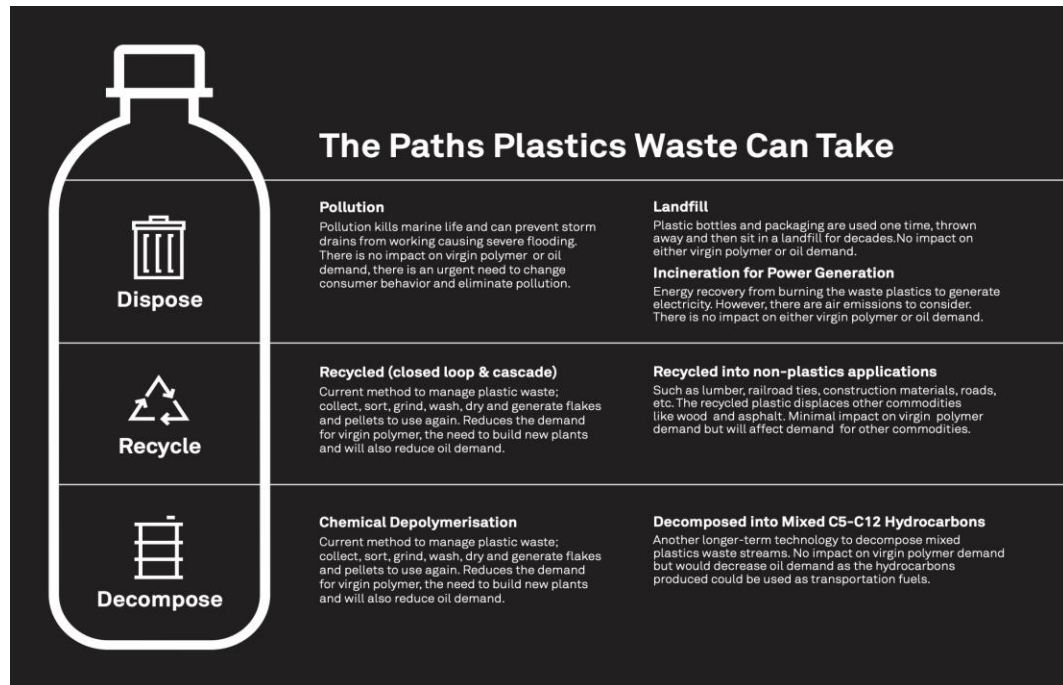 The Paths Plastics Waste Can Take
Dispose
Pollution
Pollution kills marine life and can prevent storm
drains from working causing severe flooding.
There is no impact on virgin polymer or oil
demand, there is an urgent need to change
consumer behavior and eliminate pollution.
Landfill
Plastic bottles and packaging are used one time, thrown
away and then sit in a landfill for decades.No impact on
either virgin polymer or oil demand.
Incineration for Power Generation
Energy recovery from burning the waste plastics to generate
electricity. However, there are air emissions to consider.
There is no impact on either virgin polymer or oil demand.
Recycle
Recycled (closed loop & cascade)
Current method to manage plastic waste;
collect, sort, grind, wash, dry and generate flakes
and pellets to use again. Reduces the demand
for virgin polymer, the need to build new plants
and will also reduce oil demand.
Recycled into non-plastics applications
Such as lumber, railroad ties, construction materials, roads,
etc. The recycled plastic displaces other commodities
like wood and asphalt. Minimal impact on virgin polymer
demand but will affect demand for other commodities.
Decompose
Chemical Depolymerisation
Current method to manage plastic waste;
collect, sort, grind, wash, dry and generate flakes
and pellets to use again. Reduces the demand
for virgin polymer, the need to build new plants
and will also reduce oil demand.
Decomposed into Mixed C5-C12 Hydrocarbons
Another longer-term technology to decompose mixed
plastics waste streams. No impact on virgin polymer demand
but would decrease oil demand as the hydrocarbons
produced could be used as transportation fuels.